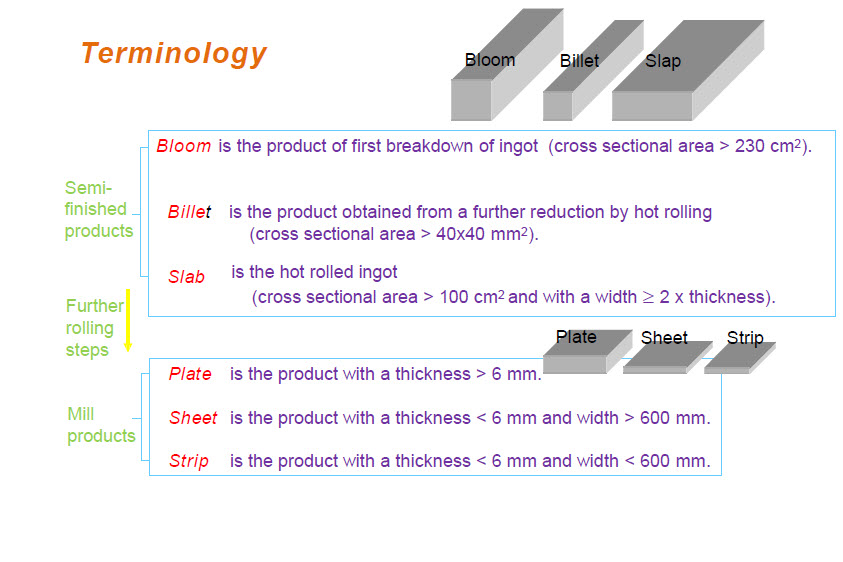 Terminology
Bloom
Billet
Slap
Bloom is the product of first breakdown of ingot (cross sectional area > 230 cm²).
Semi-
finished
products
Billet is the product obtained from a further reduction by hot rolling
(cross sectional area > 40x40 mm²).
Slab is the hot rolled ingot
(cross sectional area > 100 cm² and with a width ≥ 2 x thickness).
Further
rolling
steps
Plate
Sheet
Strip
Plate is the product with a thickness > 6 mm.
Mill
products
Sheet is the product with a thickness < 6 mm and width > 600 mm.
Strip is the product with a thickness < 6 mm and width < 600 mm.